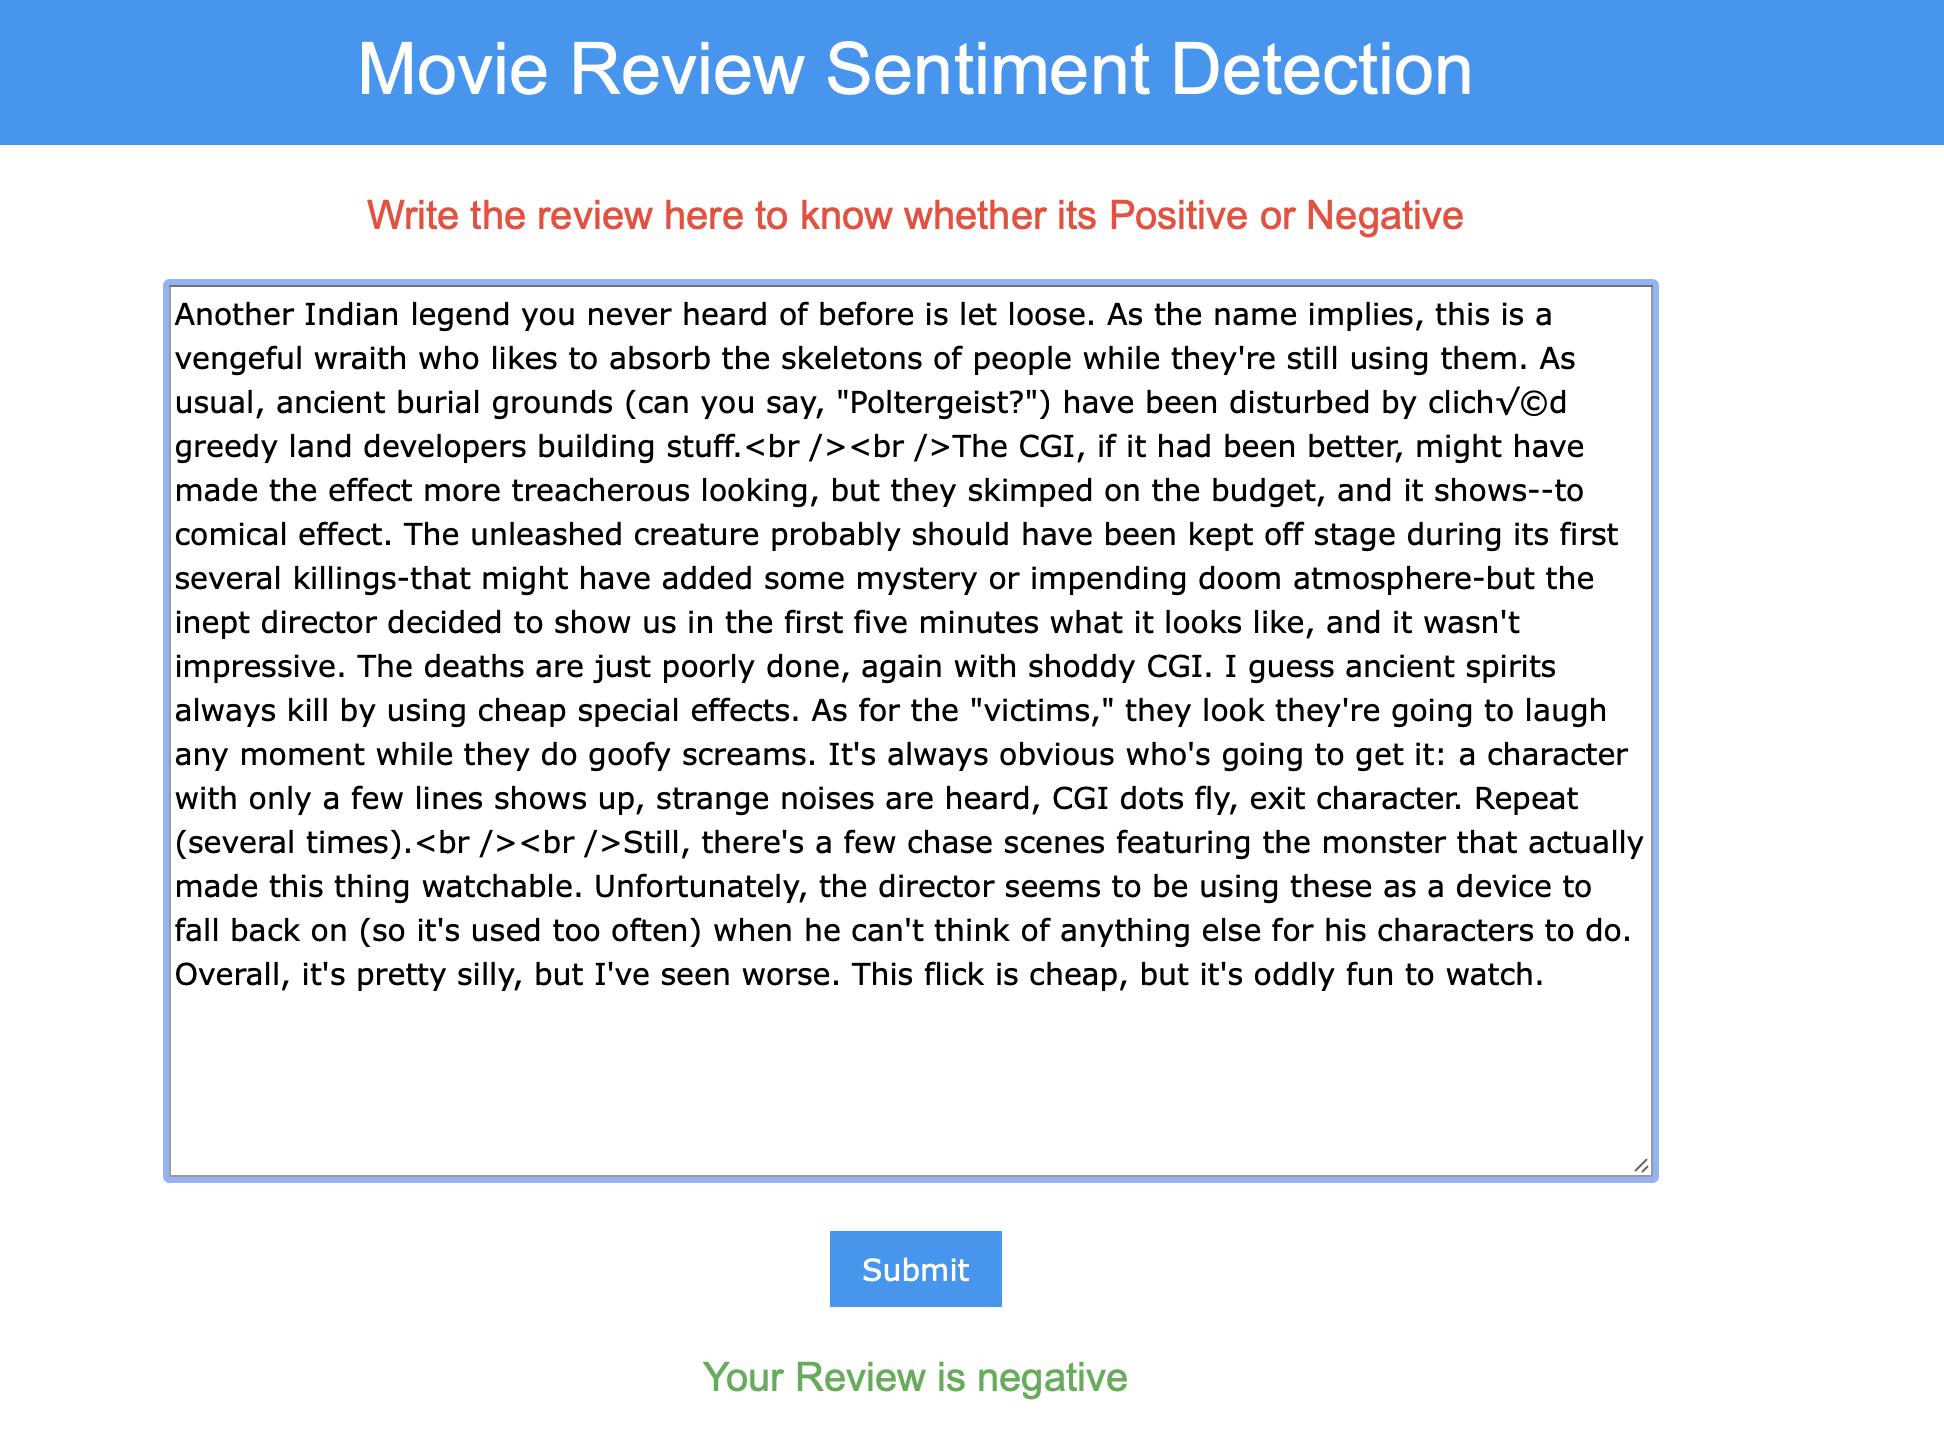 Movie Review Sentiment Detection
Write the review here to know whether its Positive or Negative
Another Indian legend you never heard of before is let loose. As the name implies, this is a
vengeful wraith who likes to absorb the skeletons of people while they're still using them. As
usual, ancient burial grounds (can you say, "Poltergeist?") have been disturbed by clich√©d
greedy land developers building stuff.<br /><br />The CGI, if it had been better, might have
made the effect more treacherous looking, but they skimped on the budget, and it shows--to
comical effect. The unleashed creature probably should have been kept off stage during its first
several killings-that might have added some mystery or impending doom atmosphere-but the
inept director decided to show us in the first five minutes what it looks like, and it wasn't
impressive. The deaths are just poorly done, again with shoddy CGI. I guess ancient spirits
always kill by using cheap special effects. As for the "victims," they look they're going to laugh
any moment while they do goofy screams. It's always obvious who's going to get it: a character
with only a few lines shows up, strange noises are heard, CGI dots fly, exit character. Repeat
(several times).<br /><br />Still, there's a few chase scenes featuring the monster that actually
made this thing watchable. Unfortunately, the director seems to be using these as a device to
fall back on (so it's used too often) when he can't think of anything else for his characters to do.
Overall, it's pretty silly, but I've seen worse. This flick is cheap, but it's oddly fun to watch.
Submit
Your Review is negative